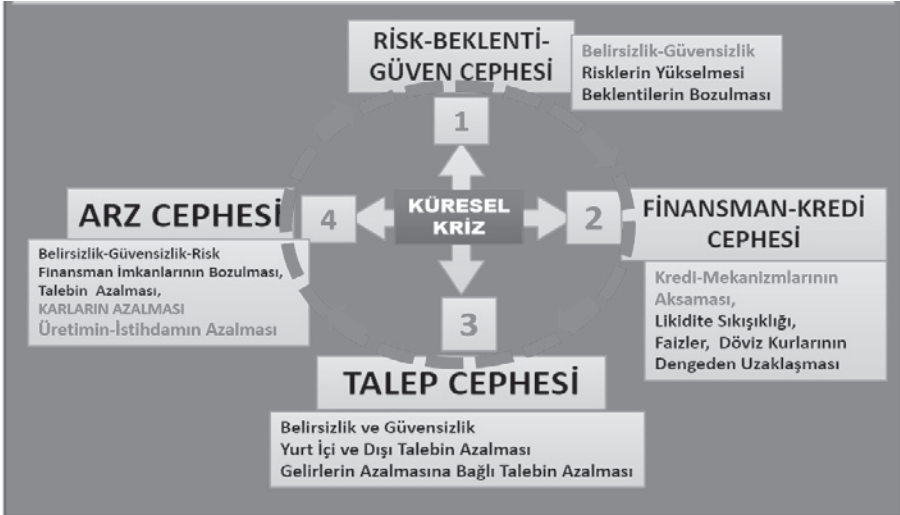 RİSK-BEKLENTİ-
GÜVEN CEPHESİ
Belirsizlik-Güvensizlik
Risklerin Yükselmesi
Beklentilerin Bozulması
1
KÜRESEL
KRİZ
2
FİNANSMAN-KREDİ
CEPHESİ
Kredi-Mekanizmlarının
Aksaması,
Likidite Sıkışıklığı,
Faizler, Döviz Kurlarının
Dengeden Uzaklaşması
3
TALEP CEPHESİ
Belirsizlik ve Güvensizlik
Yurt İçi ve Dışı Talebin Azalması
Gelirlerin Azalmasına Bağlı Talebin Azalması
4
ARZ CEPHESİ
Belirsizlik-Güvensizlik-Risk
Finansman İmkanlarının Bozulması,
Talebin Azalması,
KARLARIN AZALMASI
Üretimin-İstihdamın Azalması